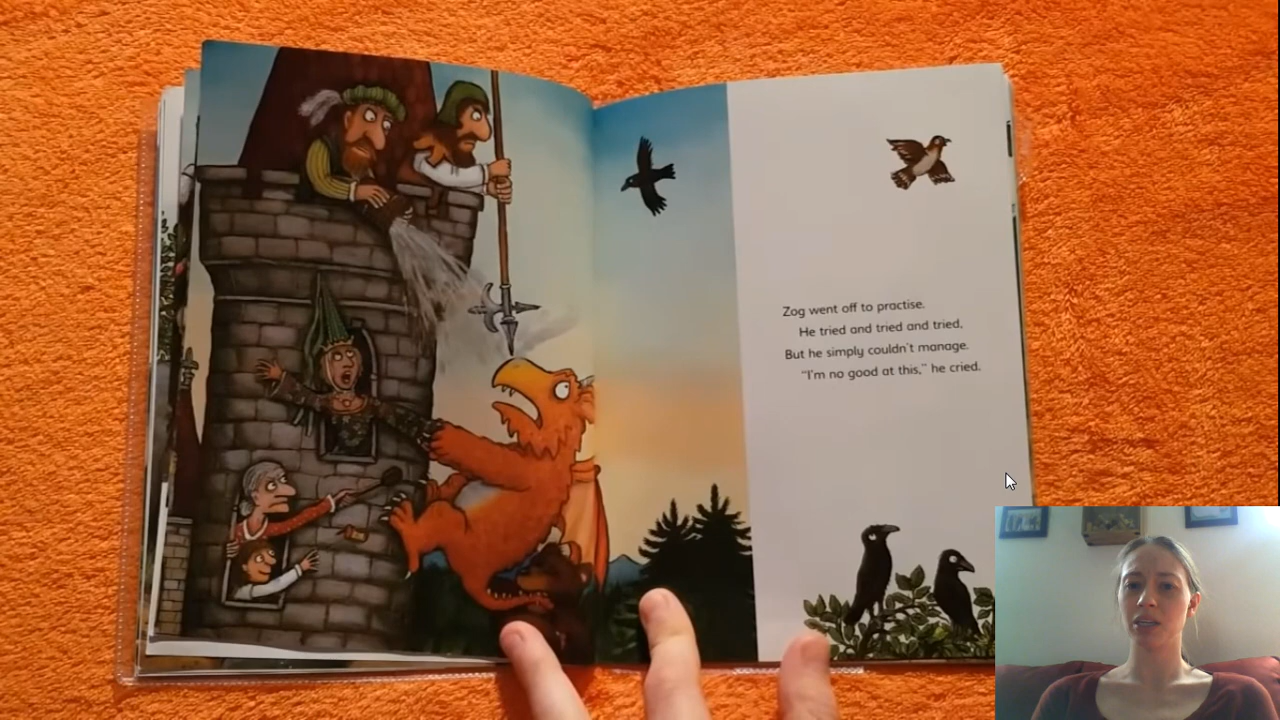 Zog went off to practise.
He tried and tried and tried,
But he simply couldn't manage.
"I'm no good at this," he cried.